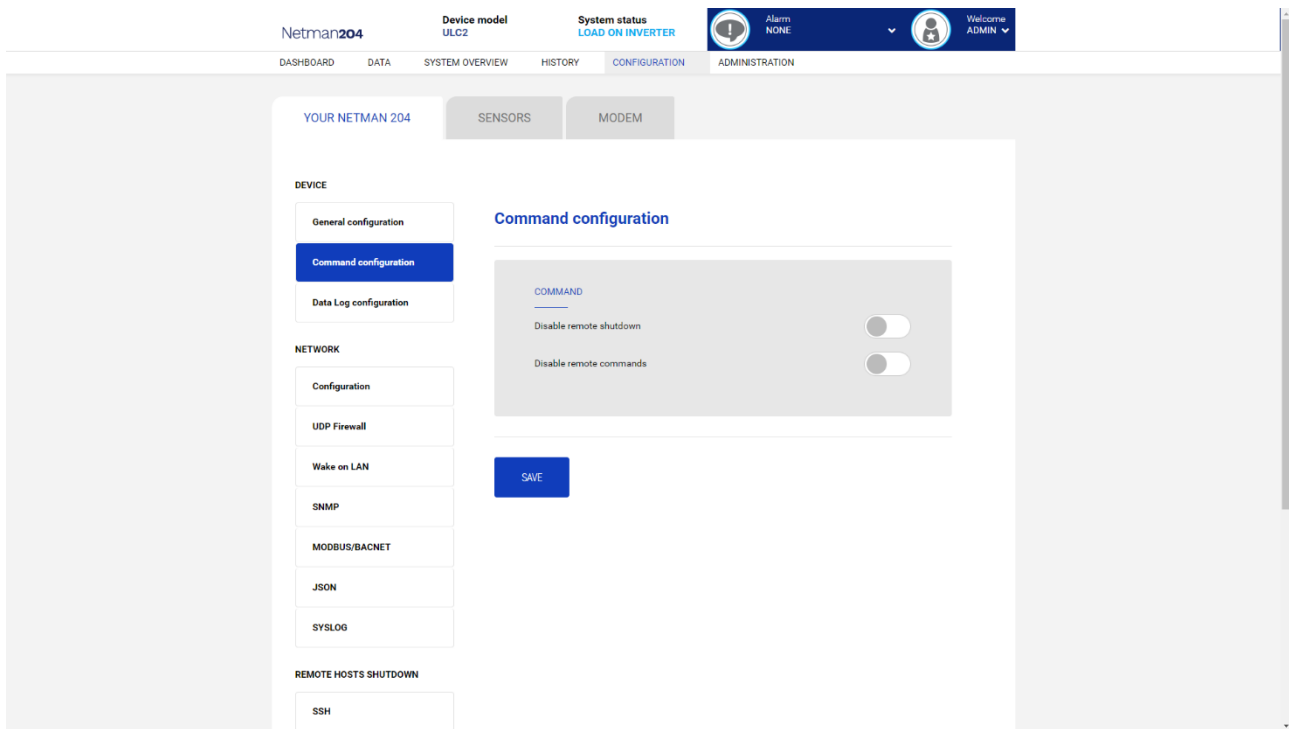 Netman204
Device model
ULC2
System status
LOAD ON INVERTER
Alarm
NONE
Welcome
ADMIN
DASHBOARD DATA SYSTEM OVERVIEW HISTORY CONFIGURATION ADMINISTRATION
YOUR NETMAN 204 SENSORS MODEM
DEVICE
General configuration
Command configuration
Data Log configuration
NETWORK
Configuration
UDP Firewall
Wake on LAN
SNMP
MODBUS/BACNET
JSON
SYSLOG
REMOTE HOSTS SHUTDOWN
SSH
Command configuration
COMMAND
Disable remote shutdown
Disable remote commands
SAVE